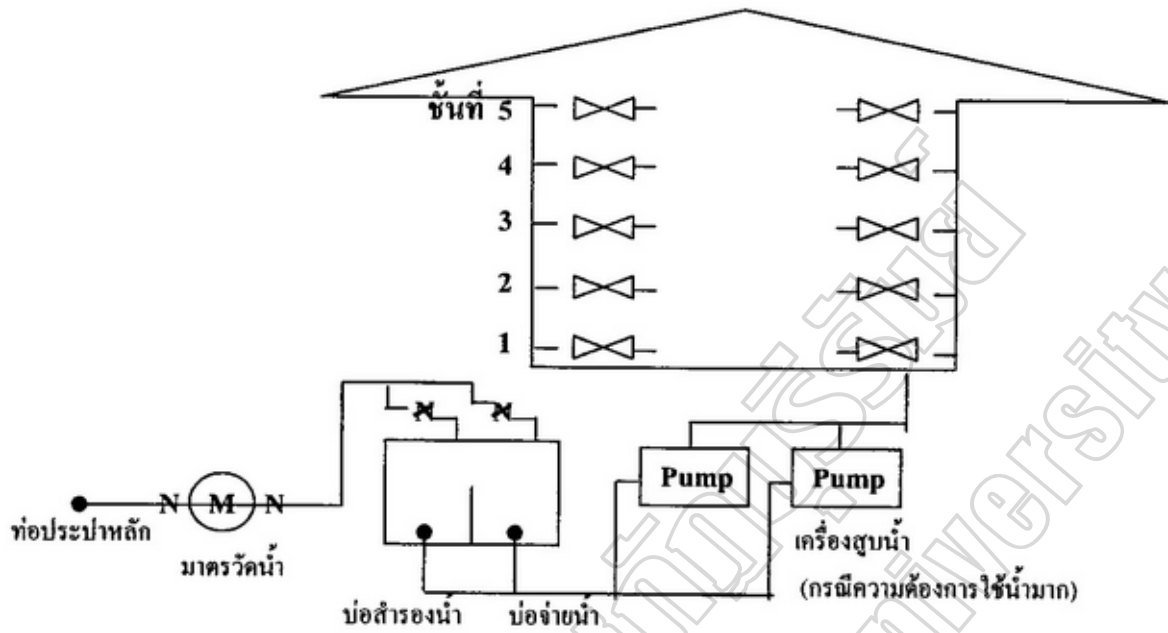 ชั้นที่ 5
4
3
2
1
N N
Pump Pump
N M N
ท่อประปาหลัก
มาตรวัดน้ำ
เครื่องสูบน้ำ
(กรณีความต้องการใช้น้ำมาก)
บ่อสำรองน้ำ บ่อจ่ายน้ำ
University